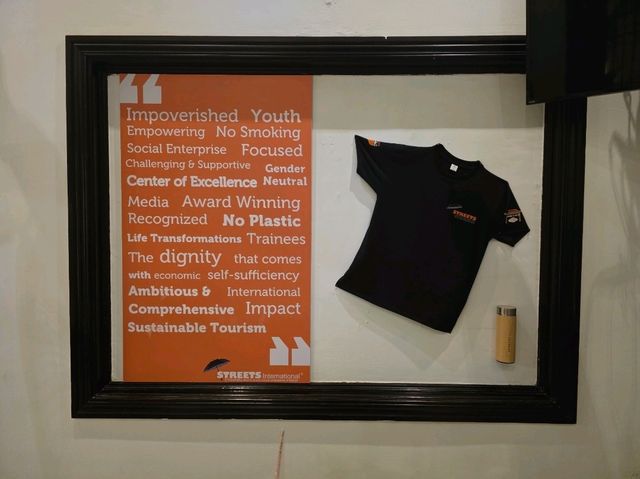 Impoverished Youth
Empowering No Smoking
Social Enterprise Focused
Challenging & Supportive Gender
Center of Excellence Neutral
Media Award Winning
Recognized No Plastic
Life Transformations Trainees
The dignity that comes
with economic self-sufficiency
Ambitious & International
Comprehensive Impact
Sustainable Tourism
STREETS International
STREETS